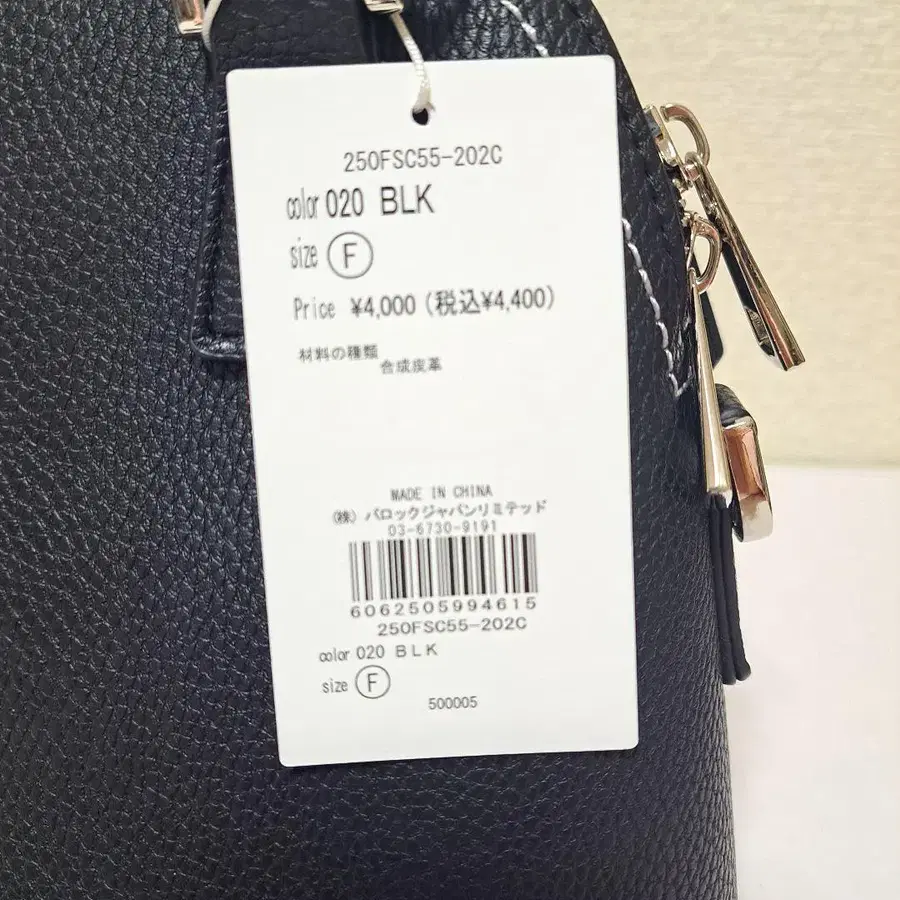 250FSC55-202C
color 020 BLK
size F
Price ¥4,000 (税込¥4,400)
材料の種類
合成皮革
MADE IN CHINA
(株) バロックジャパンリミテッド
03-6730-9191
6062505994615
250FSC55-202C
color 020 BLK
size F
500005